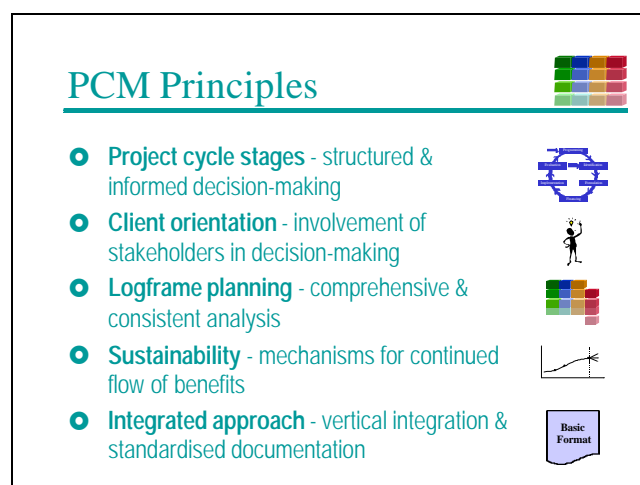 PCM Principles
Project cycle stages - structured &
informed decision-making
Programming
Evaluation
Identification
Implementation
Formulation
Financing
Client orientation - involvement of
stakeholders in decision-making
Logframe planning - comprehensive &
consistent analysis
Sustainability - mechanisms for continued
flow of benefits
Integrated approach - vertical integration &
standardised documentation
Basic
Format